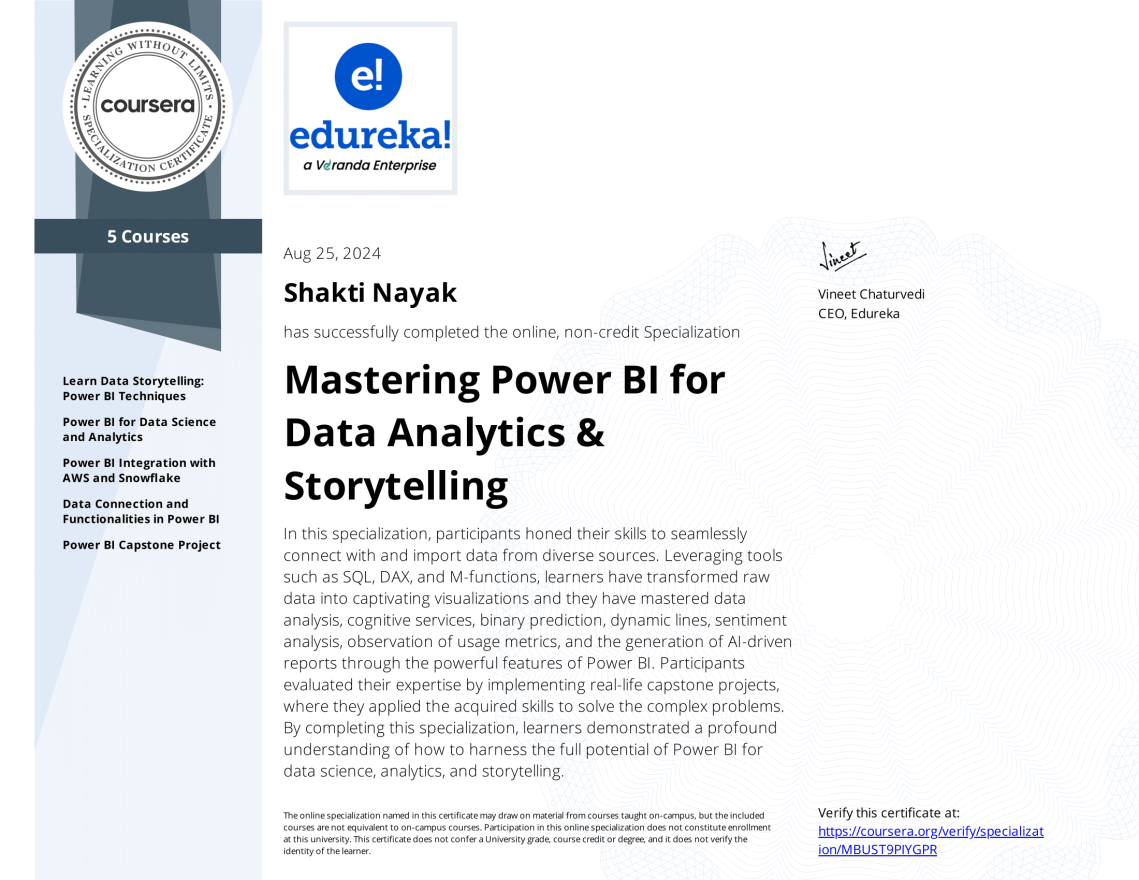 LEARNING WITHOUT LIMITS
coursera
SPECIALIZATION CERTIFICATE
5 Courses
Learn Data Storytelling:
Power BI Techniques
Power BI for Data Science
and Analytics
Power BI Integration with
AWS and Snowflake
Data Connection and
Functionalities in Power BI
Power BI Capstone Project
e!
edureka!
a Veranda Enterprise
Aug 25, 2024
Shakti Nayak
has successfully completed the online, non-credit Specialization
Mastering Power BI for
Data Analytics &
Storytelling
In this specialization, participants honed their skills to seamlessly
connect with and import data from diverse sources. Leveraging tools
such as SQL, DAX, and M-functions, learners have transformed raw
data into captivating visualizations and they have mastered data
analysis, cognitive services, binary prediction, dynamic lines, sentiment
analysis, observation of usage metrics, and the generation of AI-driven
reports through the powerful features of Power BI. Participants
evaluated their expertise by implementing real-life capstone projects,
where they applied the acquired skills to solve the complex problems.
By completing this specialization, learners demonstrated a profound
understanding of how to harness the full potential of Power BI for
data science, analytics, and storytelling.
The online specialization named in this certificate may draw on material from courses taught on-campus, but the included
courses are not equivalent to on-campus courses. Participation in this online specialization does not constitute enrollment
at this university. This certificate does not confer a University grade, course credit or degree, and it does not verify the
identity of the learner.
Vineet
Vineet Chaturvedi
CEO, Edureka
Verify this certificate at:
https://coursera.org/verify/specializat
ion/MBUST9PIYGPR